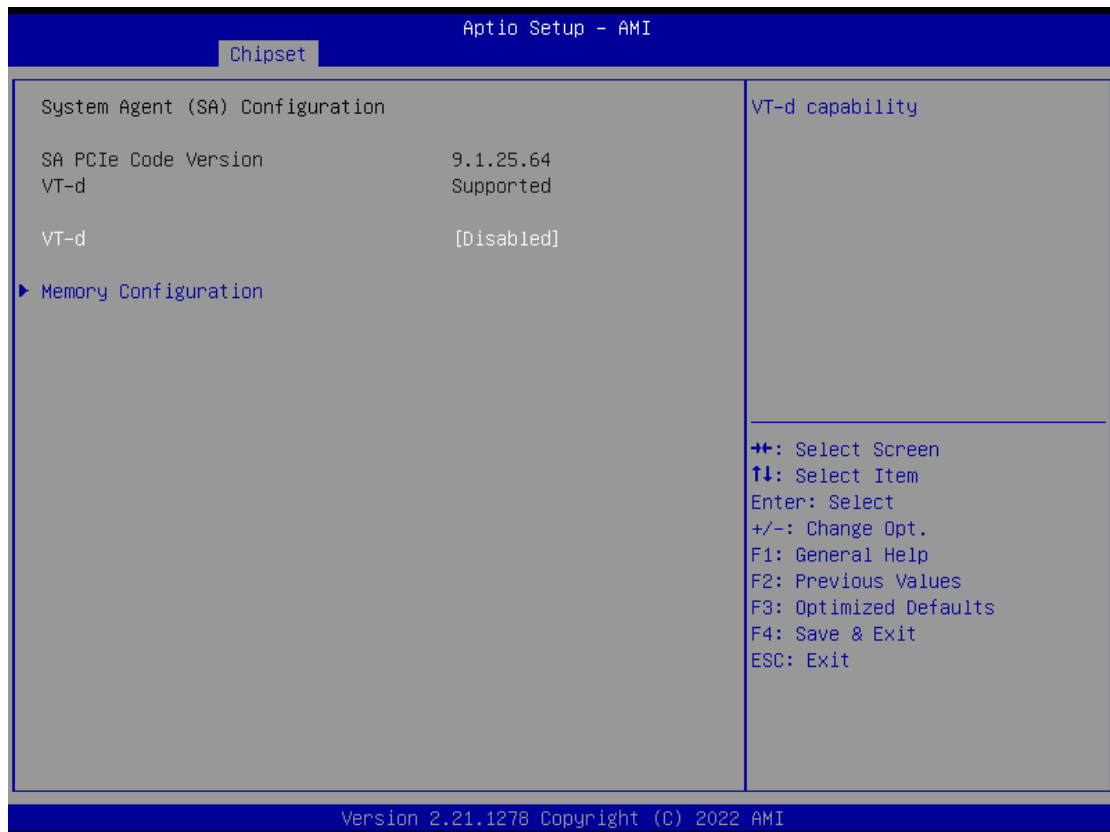 Aptio Setup – AMI
Chipset
System Agent (SA) Configuration
SA PCIe Code Version 9.1.25.64
VT-d Supported
VT-d [Disabled]
Memory Configuration
VT-d capability
→←: Select Screen
↑↓: Select Item
Enter: Select
+/-: Change Opt.
F1: General Help
F2: Previous Values
F3: Optimized Defaults
F4: Save & Exit
ESC: Exit
Version 2.21.1278 Copyright (C) 2022 AMI